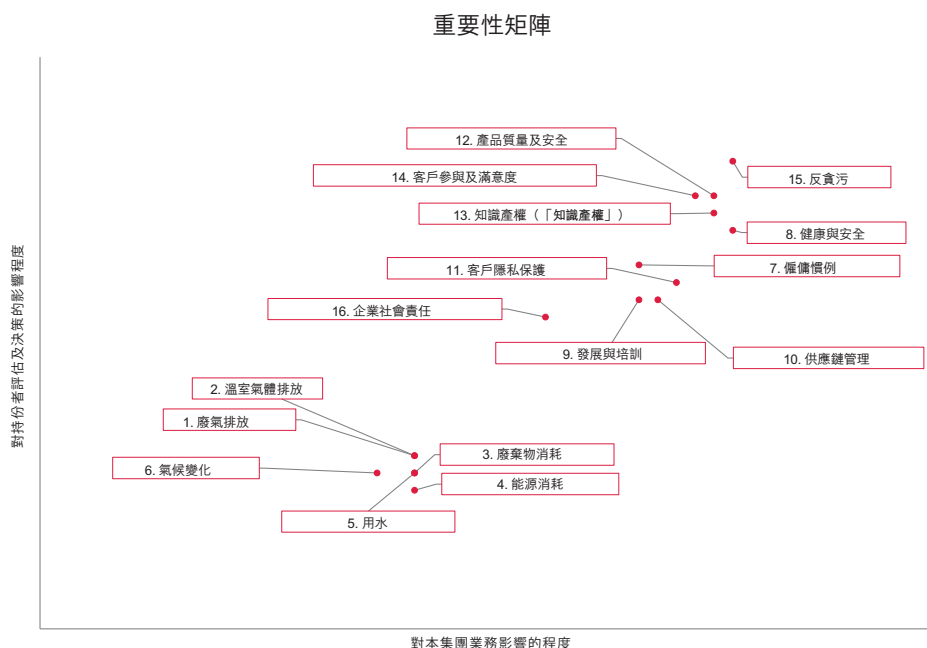 重要性矩陣
對持份者評估及決策的影響程度
12. 產品質量及安全
15. 反貪污
14. 客戶參與及滿意度
13. 知識產權（「知識產權」）
8. 健康與安全
11. 客戶隱私保護
7. 僱傭慣例
16. 企業社會責任
9. 發展與培訓
10. 供應鏈管理
2. 溫室氣體排放
1. 廢氣排放
3. 廢棄物消耗
6. 氣候變化
4. 能源消耗
5. 用水
對本集團業務影響的程度